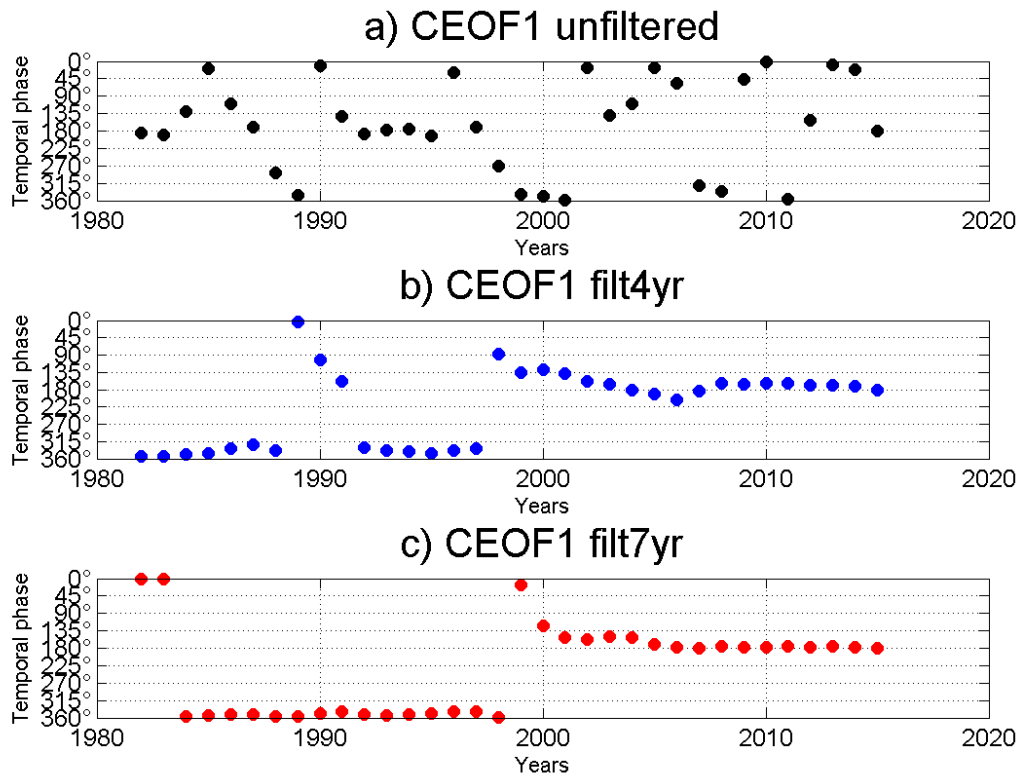 a) CEOF1 unfiltered
Temporal phase
0°
45°
90°
135°
180°
225°
270°
315°
360°
1980 1990 2000 2010 2020
Years
b) CEOF1 filt4yr
Temporal phase
0°
45°
90°
135°
180°
225°
270°
315°
360°
1980 1990 2000 2010 2020
Years
c) CEOF1 filt7yr
Temporal phase
0°
45°
90°
135°
180°
225°
270°
315°
360°
1980 1990 2000 2010 2020
Years